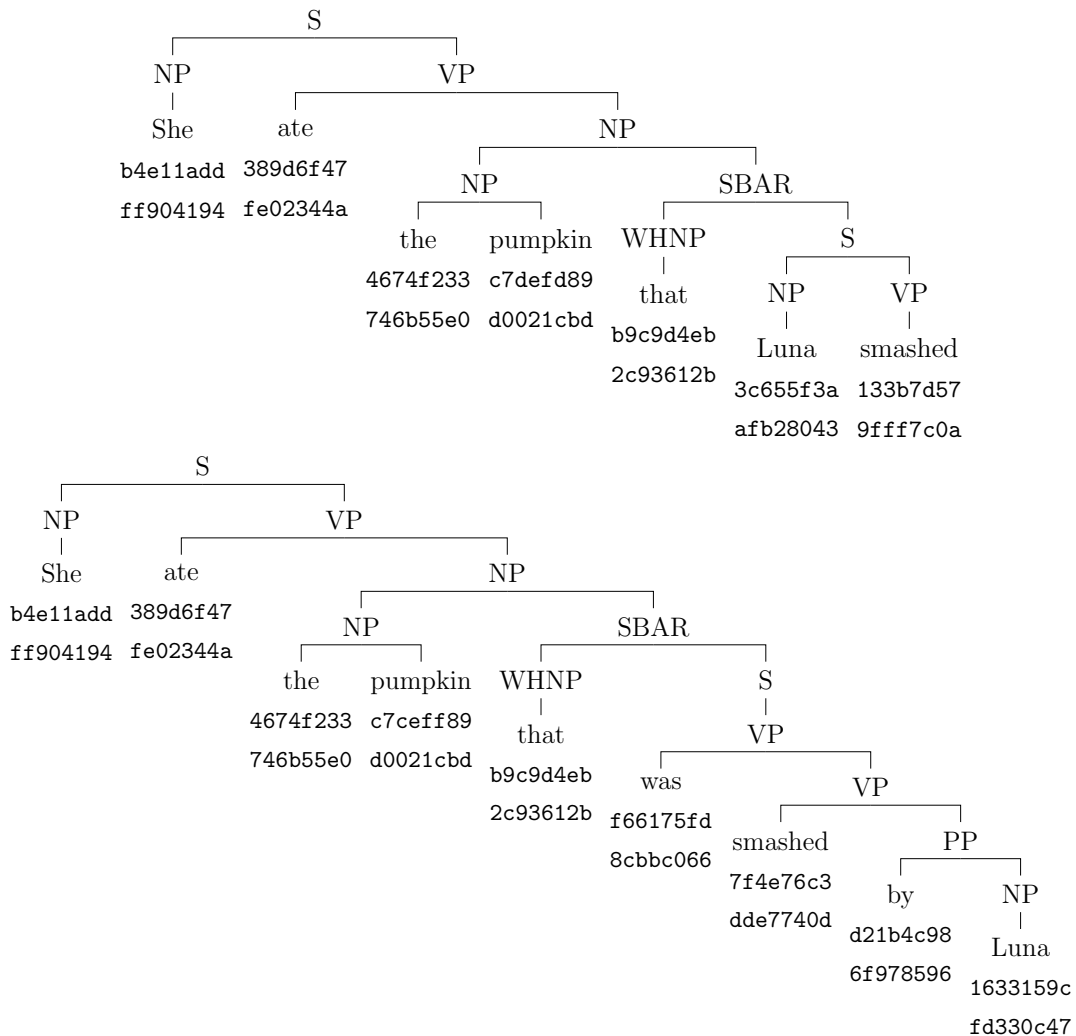 S
NP VP
She ate NP
b4e11add 389d6f47
ff904194 fe02344a
NP SBAR
the pumpkin WHNP S
4674f233 c7defd89
746b55e0 d0021cbd
that NP VP
b9c9d4eb
2c93612b
Luna smashed
3c655f3a 133b7d57
afb28043 9fff7c0a
S
NP VP
She ate NP
b4e11add 389d6f47
ff904194 fe02344a
NP SBAR
the pumpkin WHNP S
4674f233 c7ceff89
746b55e0 d0021cbd
that VP
b9c9d4eb
2c93612b
was VP
f66175fd
8cbbc066
smashed PP
7f4e76c3
dde7740d
by NP
d21b4c98
6f978596
Luna
1633159c
fd330c47